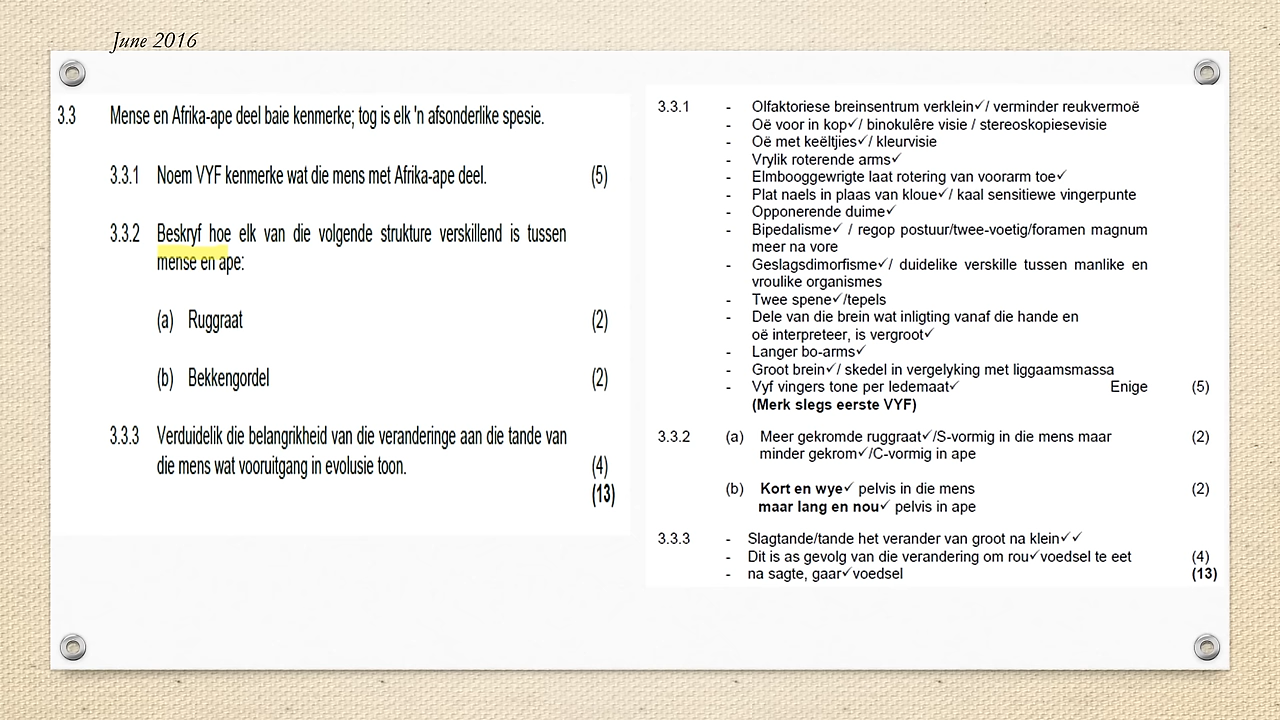 June 2016
3.3 Mense en Afrika-ape deel baie kenmerke; tog is elk 'n afsonderlike spesie.
3.3.1 Noem VYF kenmerke wat die mens met Afrika-ape deel. (5)
3.3.2 Beskryf hoe elk van die volgende strukture verskillend is tussen
mense en ape:
(a) Ruggraat (2)
(b) Bekkengordel (2)
3.3.3 Verduidelik die belangrikheid van die veranderinge aan die tande van
die mens wat vooruitgang in evolusie toon. (4)
(13)
3.3.1 - Olfaktoriese breinsentrum verklein✓/ verminder reukvermoë
- Oë voor in kop✓/ binokulêre visie / stereoskopiesevisie
- Oë met keëltjies✓/ kleurvisie
- Vrylik roterende arms✓
- Elmbooggewrigte laat rotering van voorarm toe✓
- Plat naels in plaas van kloue✓/ kaal sensitiewe vingerpunte
- Opponerende duime✓
- Bipedalisme✓ / regop postuur/twee-voetig/foramen magnum
meer na vore
- Geslagsdimorfisme✓/ duidelike verskille tussen manlike en
vroulike organismes
- Twee spene✓/tepels
- Dele van die brein wat inligting vanaf die hande en
oë interpreteer, is vergroot✓
- Langer bo-arms✓
- Groot brein✓/ skedel in vergelyking met liggaamsmassa
- Vyf vingers tone per ledemaat✓ Enige (5)
(Merk slegs eerste VYF)
3.3.2 (a) Meer gekromde ruggraat✓/S-vormig in die mens maar (2)
minder gekrom✓/C-vormig in ape
(b) Kort en wye✓ pelvis in die mens (2)
maar lang en nou✓ pelvis in ape
3.3.3 - Slagtande/tande het verander van groot na klein✓✓
- Dit is as gevolg van die verandering om rou✓voedsel te eet (4)
- na sagte, gaar✓voedsel (13)